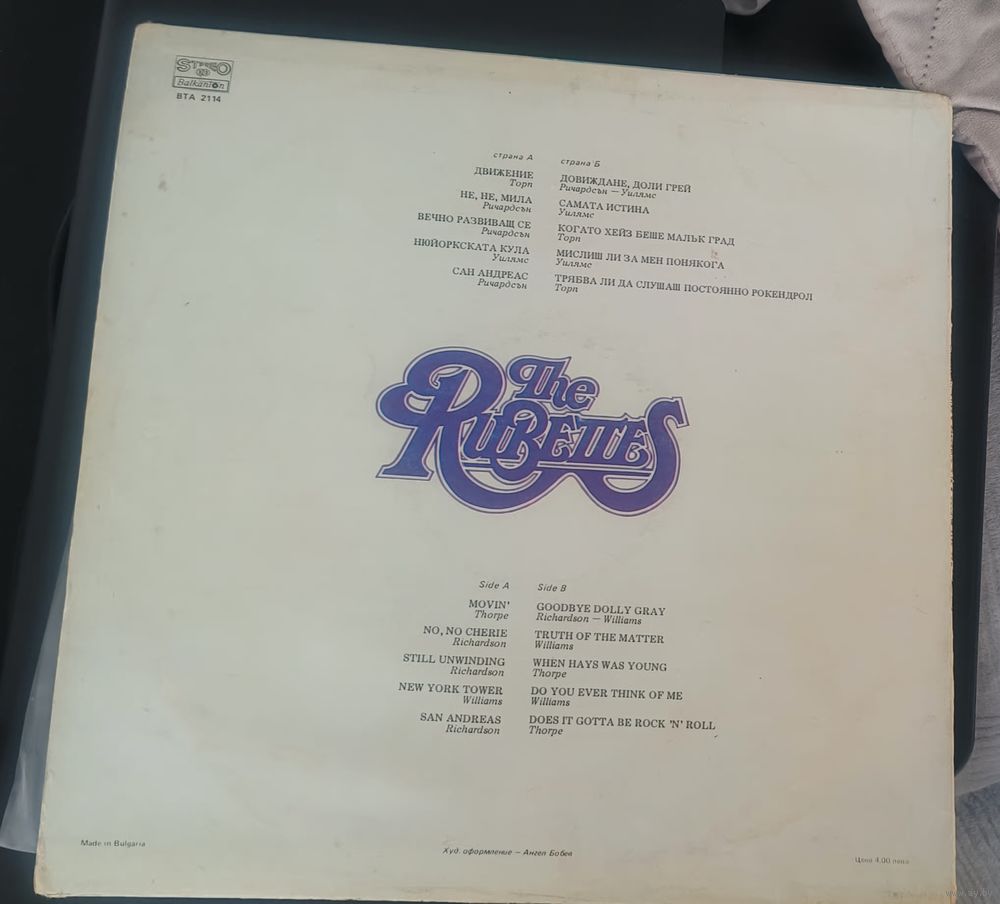 STEREO
Balkanton
BTA 2114
страна А
ДВИЖЕНИЕ
Торп
НЕ, НЕ, МИЛА
Ричардсън
ВЕЧНО РАЗВИВАЩ СЕ
Ричардсън
НЮЙОРКСКАТА КУЛА
Уилямс
САН АНДРЕАС
Ричардсън
страна Б
ДОВИЖДАНЕ, ДОЛИ ГРЕЙ
Ричардсън — Уилямс
САМАТА ИСТИНА
Уилямс
КОГАТО ХЕЙЗ БЕШЕ МАЛЪК ГРАД
Торп
МИСЛИШ ЛИ ЗА МЕН ПОНЯКОГА
Уилямс
ТРЯБВА ЛИ ДА СЛУШАШ ПОСТОЯННО РОКЕНДРОЛ
Торп
The
RUBETTES
Side A
MOVIN'
Thorpe
NO, NO CHERIE
Richardson
STILL UNWINDING
Richardson
NEW YORK TOWER
Williams
SAN ANDREAS
Richardson
Side B
GOODBYE DOLLY GRAY
Richardson — Williams
TRUTH OF THE MATTER
Williams
WHEN HAYS WAS YOUNG
Thorpe
DO YOU EVER THINK OF ME
Williams
DOES IT GOTTA BE ROCK 'N' ROLL
Thorpe
Made in Bulgaria
Худ. оформление — Ангел Бобев
Цена 4.00 лева
www.ay.by